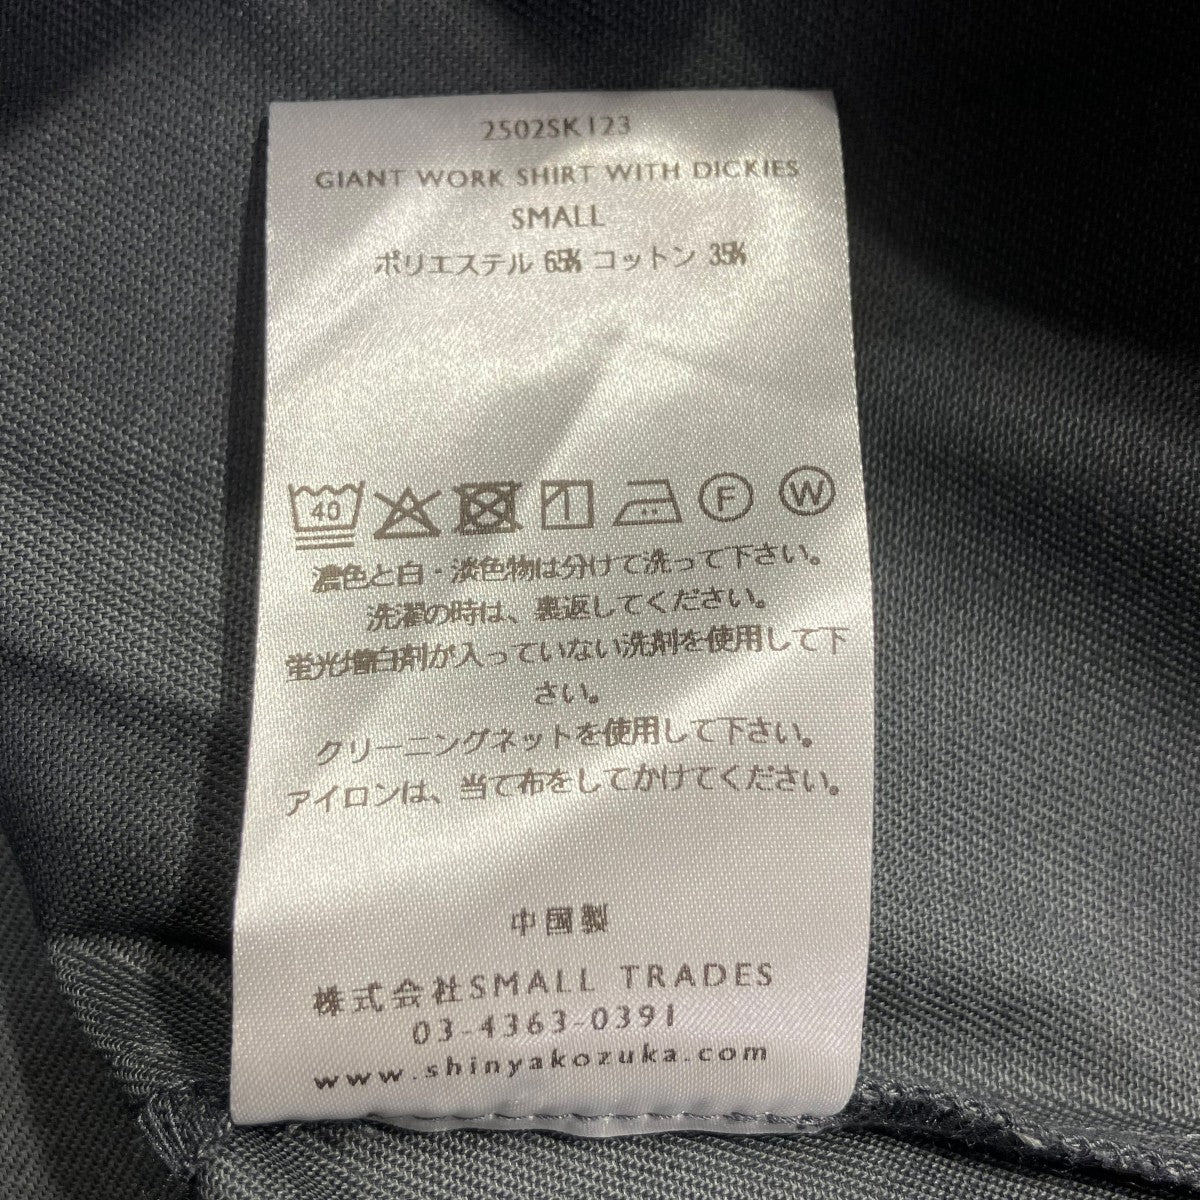 2502SK123
GIANT WORK SHIRT WITH DICKIES
SMALL
ポリエステル 65% コットン 35%
40
F W
濃色と白・淡色物は分けて洗って下さい。
洗濯の時は、裏返してください。
蛍光増白剤が入っていない洗剤を使用して下
さい。
クリーニングネットを使用して下さい。
アイロンは、当て布をしてかけてください。
中国製
株式会社SMALL TRADES
03-4363-0391
www.shinyakozuka.com